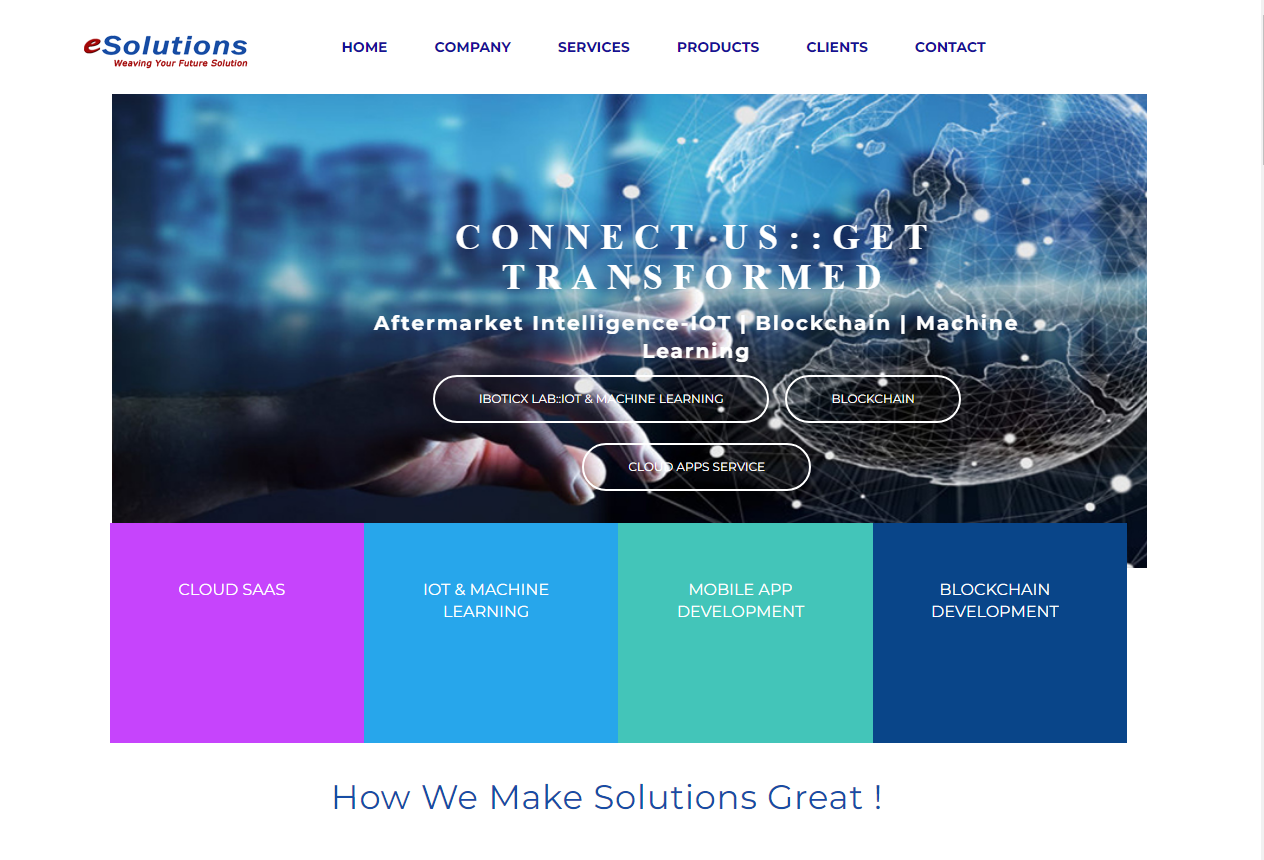 eSolutions
Weaving Your Future Solution
HOME COMPANY SERVICES PRODUCTS CLIENTS CONTACT
CONNECT US::GET
TRANSFORMED
Aftermarket Intelligence-IOT | Blockchain | Machine
Learning
IBOTICX LAB::IOT & MACHINE LEARNING
BLOCKCHAIN
CLOUD APPS SERVICE
CLOUD SAAS
IOT & MACHINE
LEARNING
MOBILE APP
DEVELOPMENT
BLOCKCHAIN
DEVELOPMENT
How We Make Solutions Great !